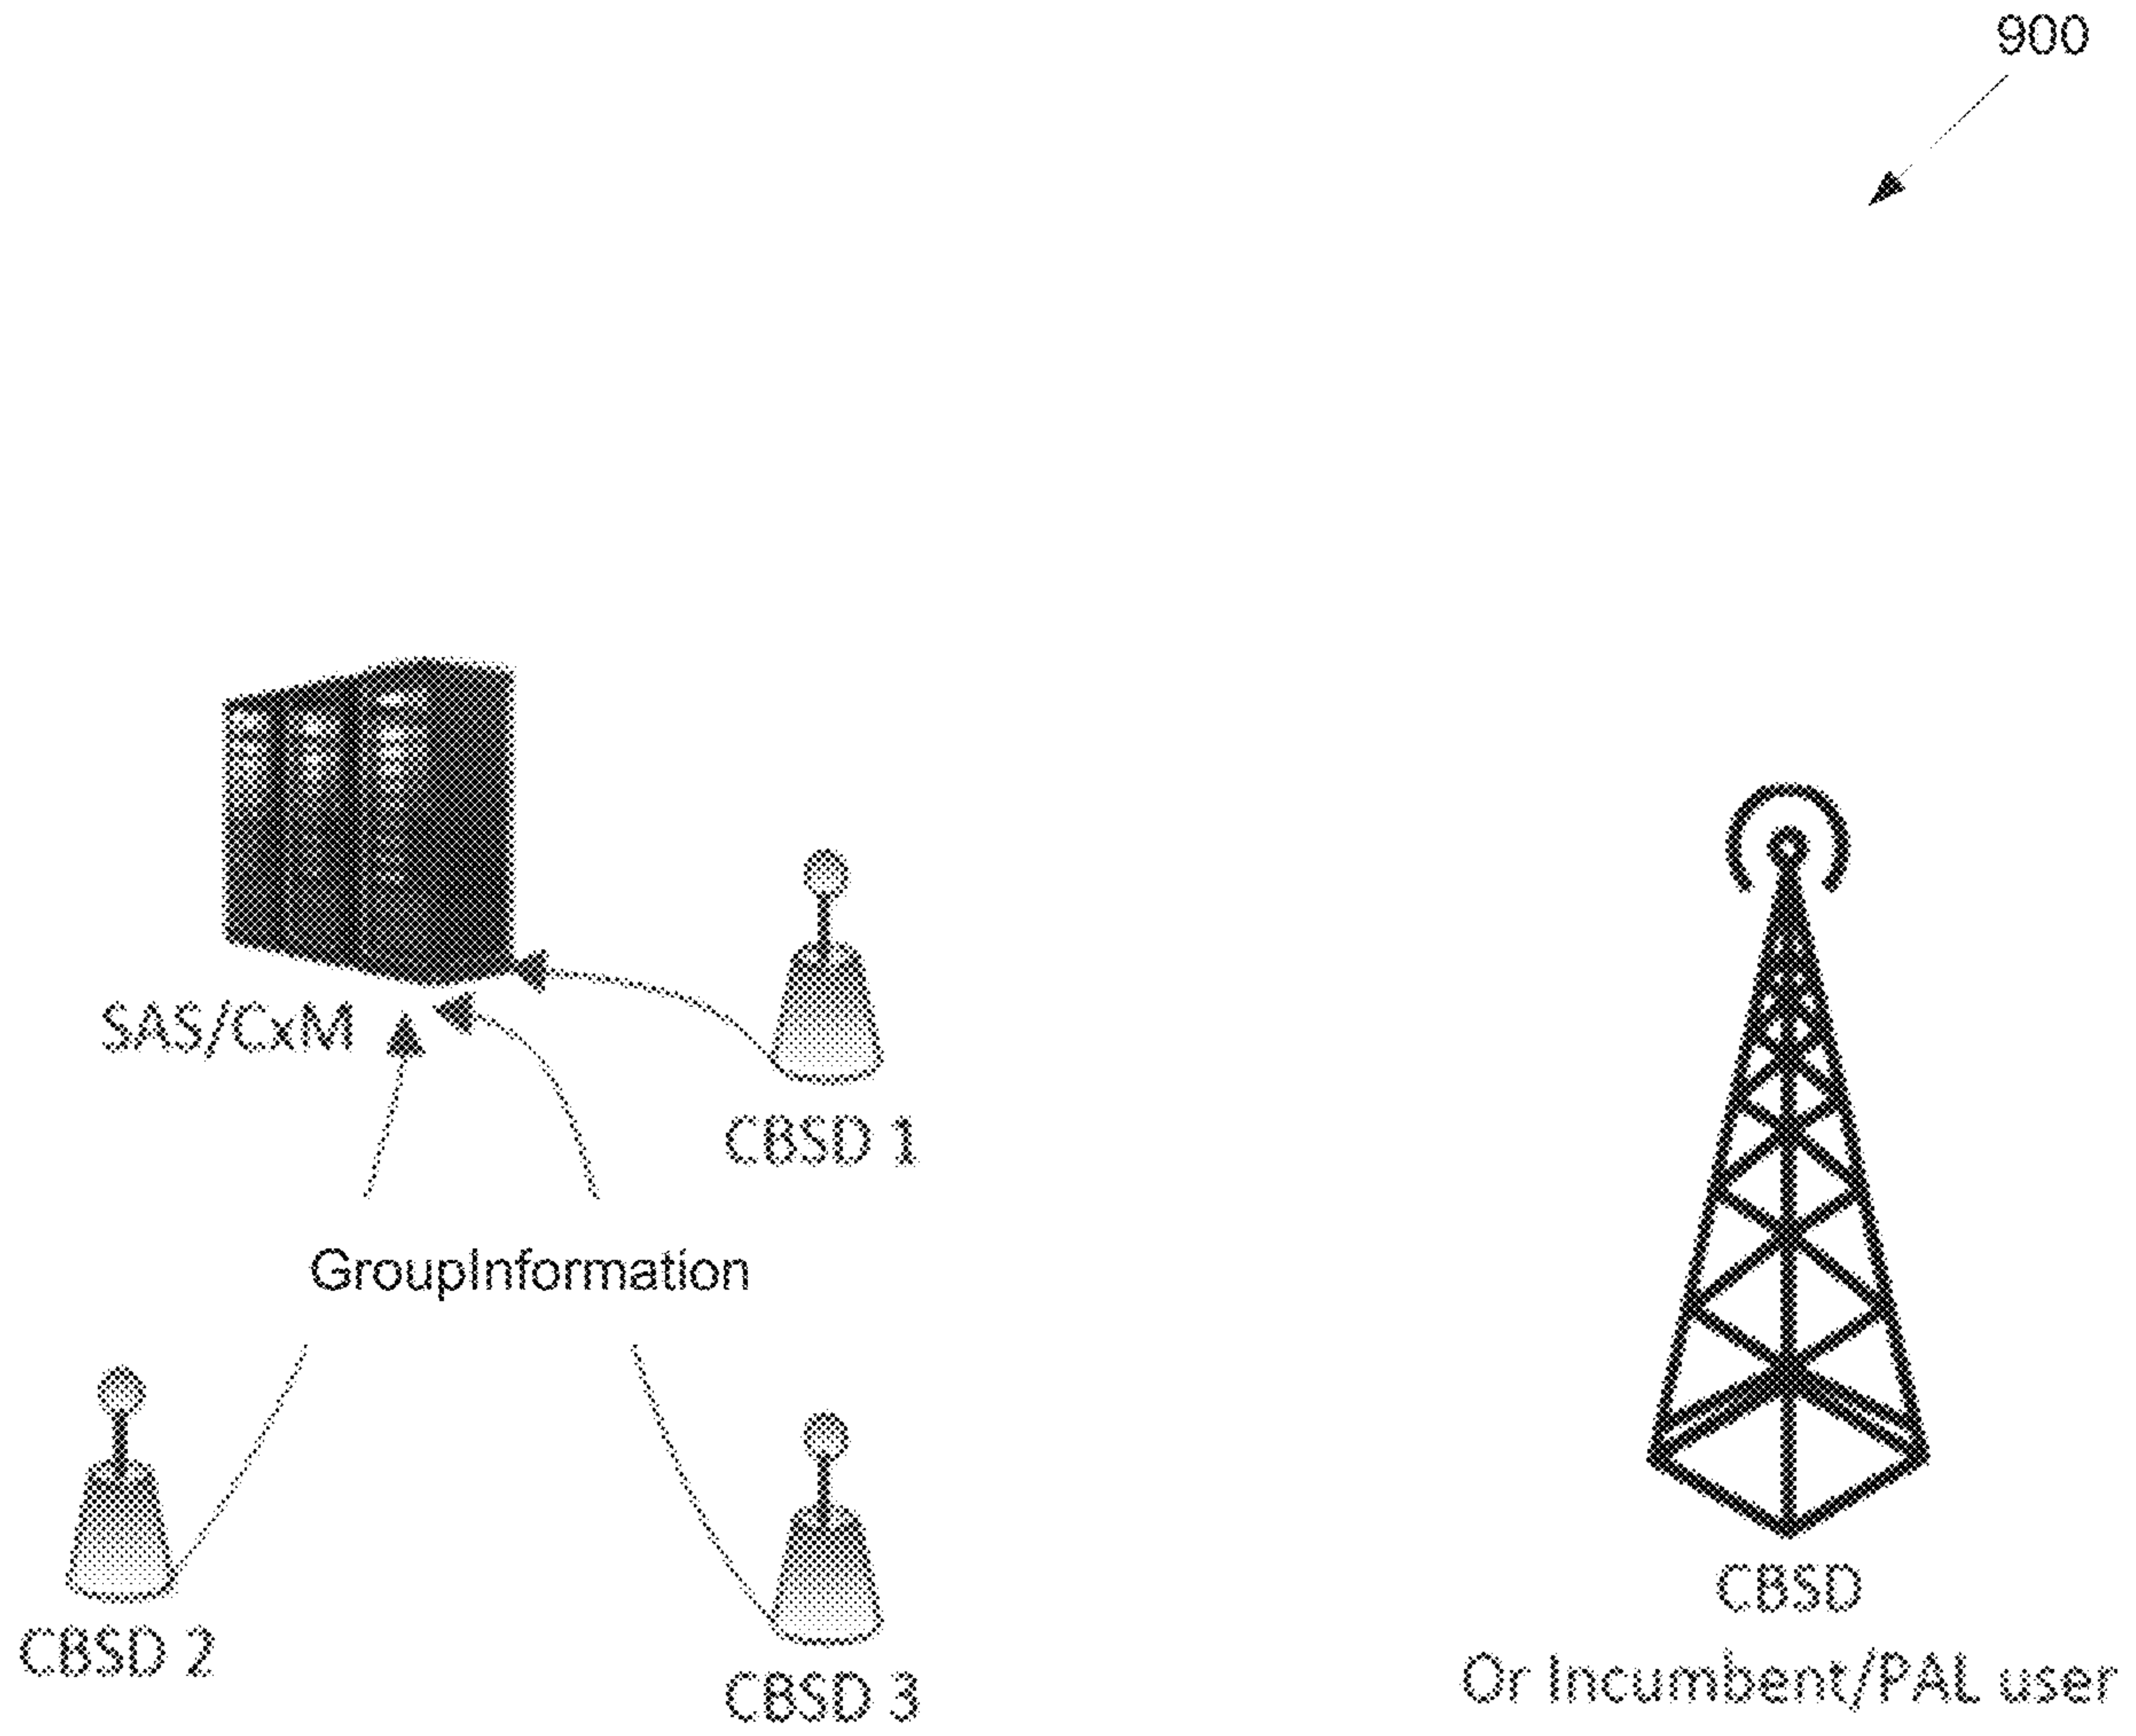 900
SAS/CxM
CBSD 1
GroupInformation
CBSD 2
CBSD 3
CBSD
Or Incumbent/PAL user